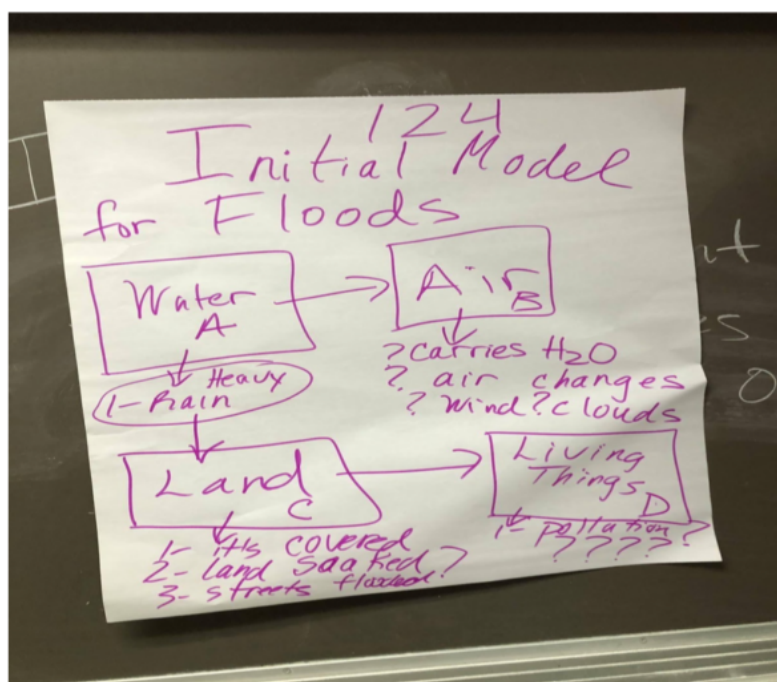 124
Initial Model
for Floods
Water
A
Air
B
? Carries H2O
? air changes
? Wind ? Clouds
Heavy
1- Rain
Land
C
Living
Things
D
1- it's covered
2- land soaked ?
3- streets flooded
1- pollution ?
? ? ? ?